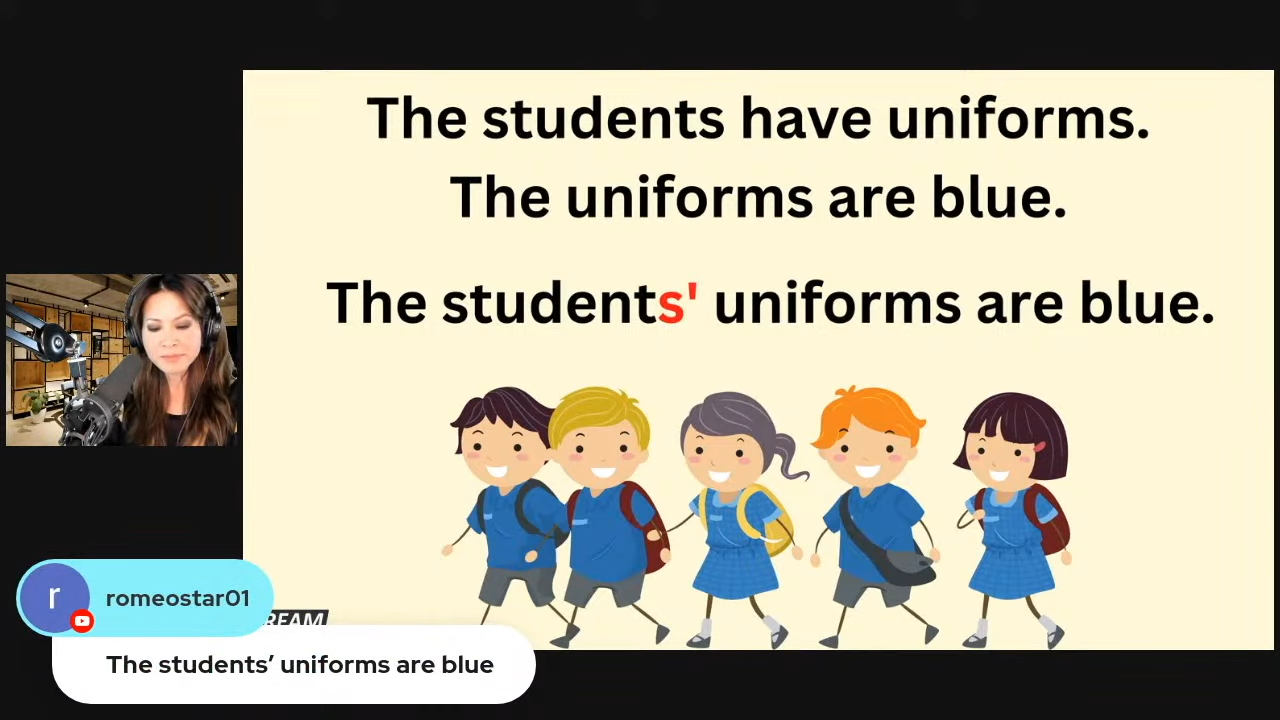 The students have uniforms.
The uniforms are blue.
The students' uniforms are blue.
r
romeostar01
The students’ uniforms are blue